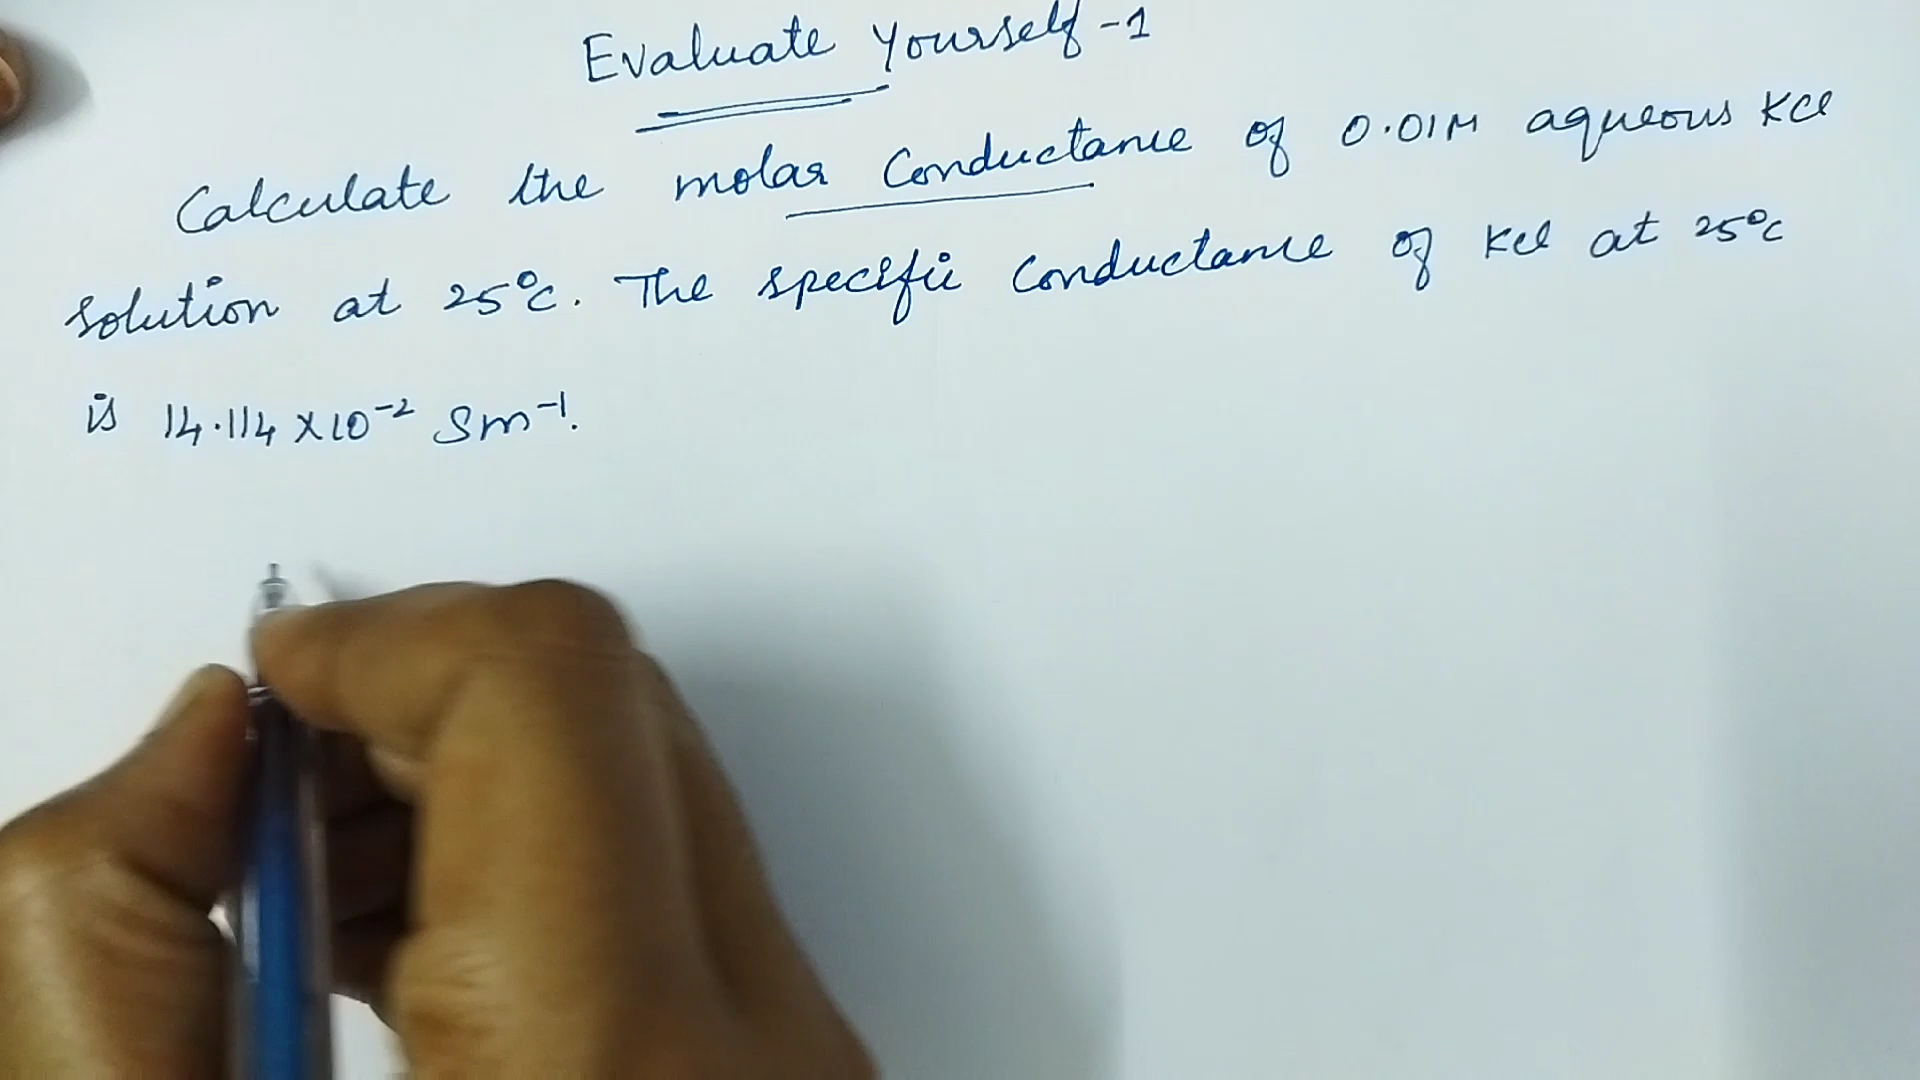 Evaluate Yourself -1
Calculate the molar Conductance of 0.01M aqueous KCl
solution at 25°c. The specific Conductance of KCl at 25°c
is 14.114 × 10⁻² Sm⁻¹.